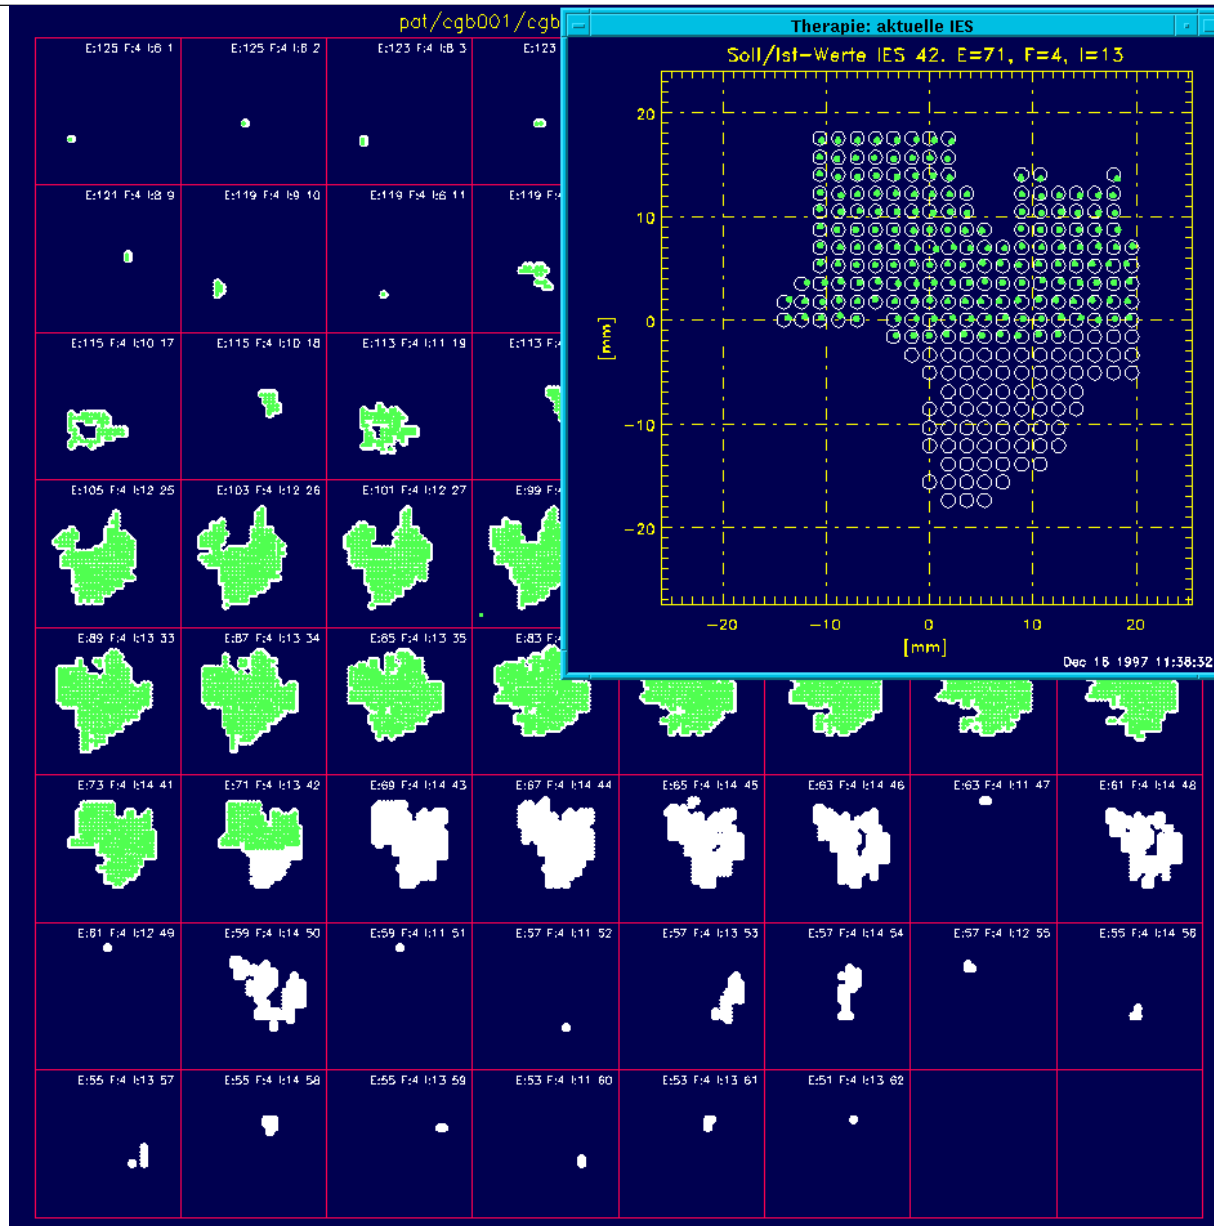 pat/cgb001/cgb
Therapie: aktuelle IES
Soll/Ist-Werte IES 42. E=71, F=4, I=13
20
10
0
-10
-20
[mm]
-20 -10 0 10 20
[mm]
Dec 16 1997 11:38:32
E:125 F:4 I:6 1
E:125 F:4 I:8 2
E:123 F:4 I:8 3
E:123
E:121 F:4 I:8 9
E:119 F:4 I:9 10
E:119 F:4 I:6 11
E:119 F:4
E:115 F:4 I:10 17
E:115 F:4 I:10 18
E:113 F:4 I:11 19
E:113 F:4
E:105 F:4 I:12 25
E:103 F:4 I:12 26
E:101 F:4 I:12 27
E:99 F:4
E:89 F:4 I:13 33
E:87 F:4 I:13 34
E:85 F:4 I:13 35
E:83 F:4
E:73 F:4 I:14 41
E:71 F:4 I:13 42
E:69 F:4 I:14 43
E:67 F:4 I:14 44
E:65 F:4 I:14 45
E:63 F:4 I:14 46
E:63 F:4 I:11 47
E:61 F:4 I:14 48
E:61 F:4 I:12 49
E:59 F:4 I:14 50
E:59 F:4 I:11 51
E:57 F:4 I:11 52
E:57 F:4 I:13 53
E:57 F:4 I:14 54
E:57 F:4 I:12 55
E:55 F:4 I:14 56
E:55 F:4 I:13 57
E:55 F:4 I:14 58
E:55 F:4 I:13 59
E:53 F:4 I:11 60
E:53 F:4 I:13 61
E:51 F:4 I:13 62